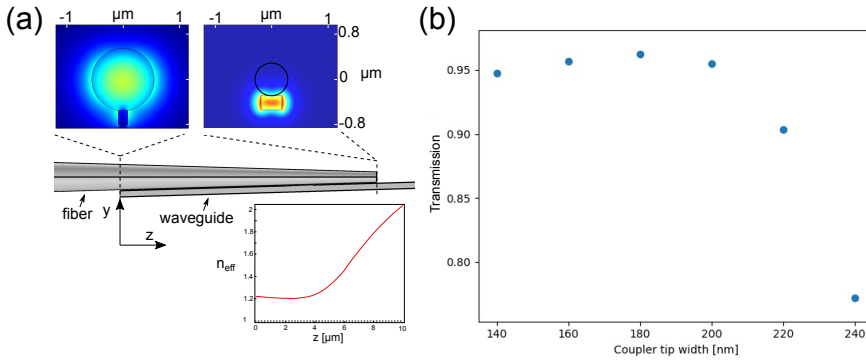 (a)
-1 μm 1
μm
-1 1
0.8
0 μm
-0.8
fiber
y
z
waveguide
n eff
2
1.8
1.6
1.4
1.2
1
0 2 4 6 8 10
z [μm]
(b)
Transmission
0.95
0.90
0.85
0.80
140 160 180 200 220 240
Coupler tip width [nm]